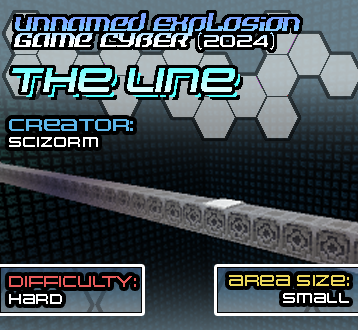 UNNAMED EXPLOSION
GAME CYBER (2024)
THE LINE
CREATOR:
SCIZORM
DIFFICULTY:
HARD
AREA SIZE:
SMALL